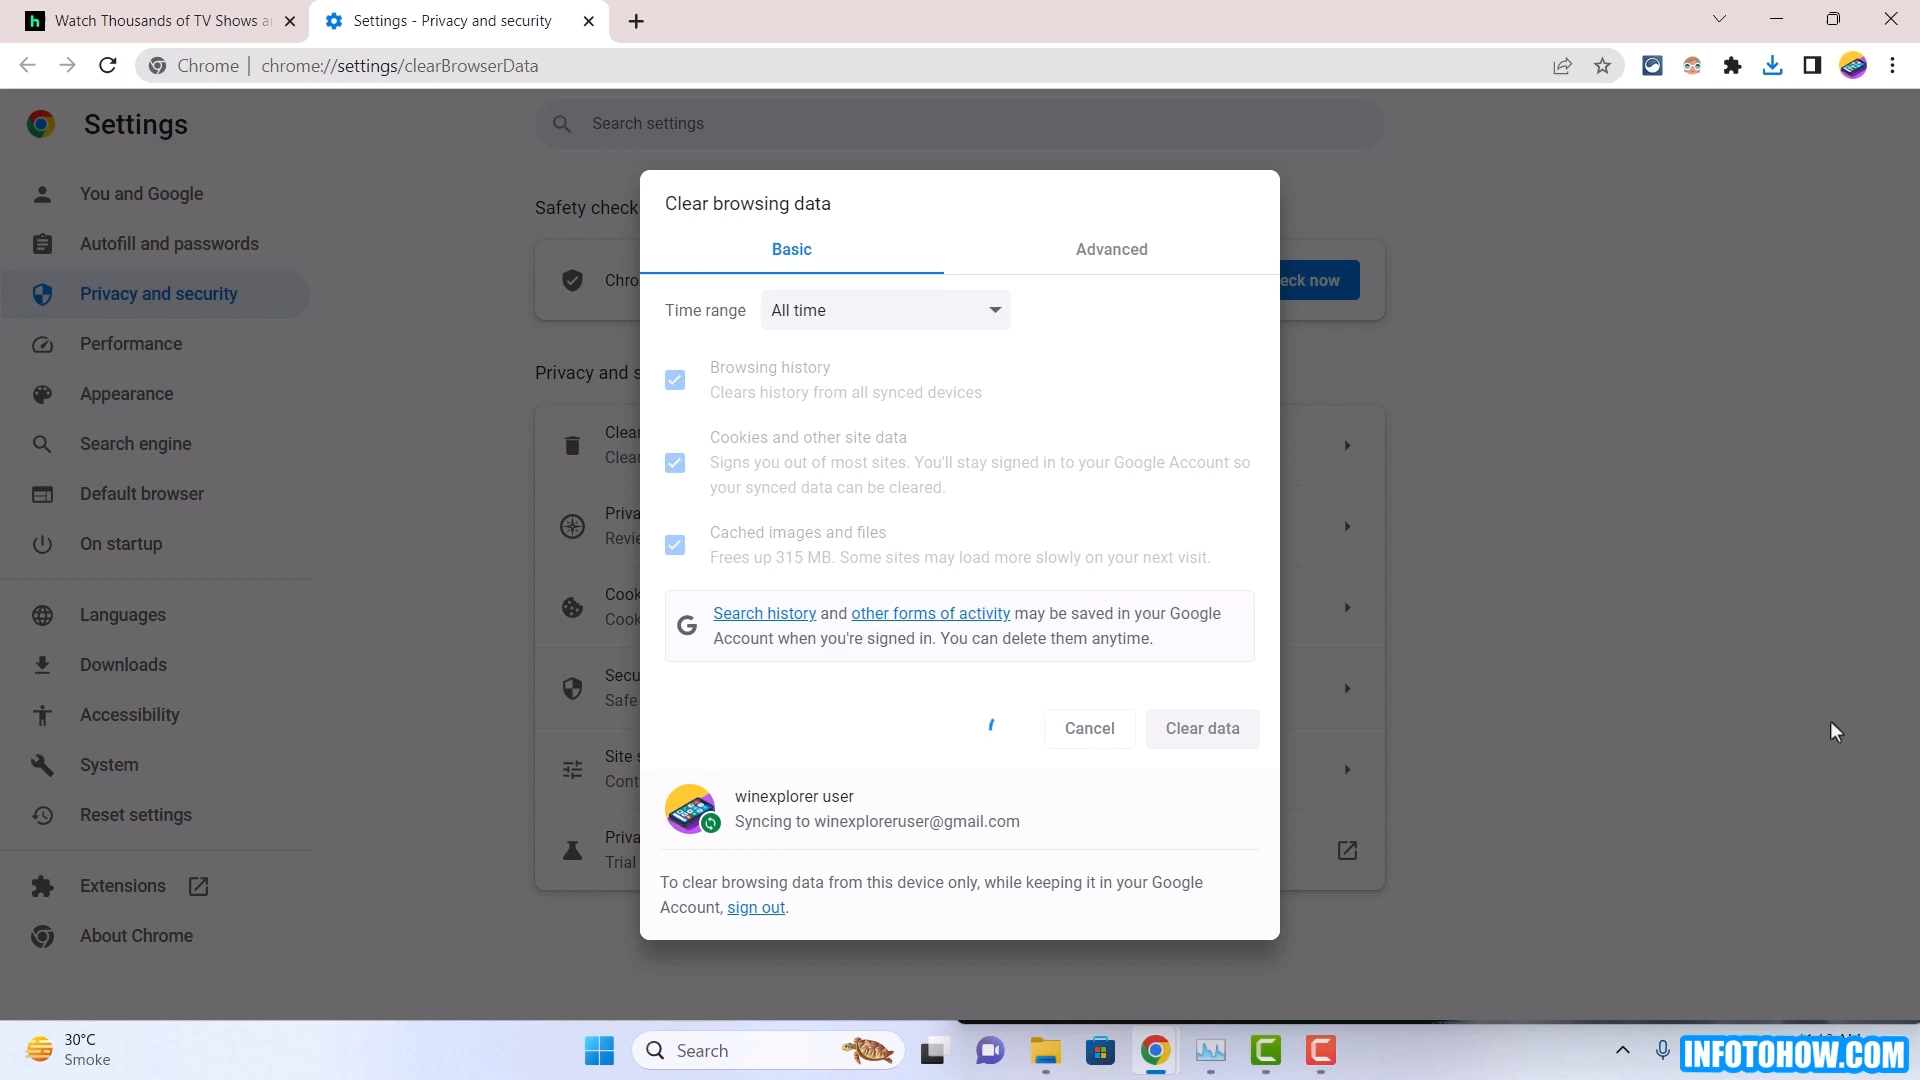 h Watch Thousands of TV Shows a
Settings - Privacy and security
Chrome | chrome://settings/clearBrowserData
Settings
Search settings
You and Google
Autofill and passwords
Privacy and security
Performance
Appearance
Search engine
Default browser
On startup
Languages
Downloads
Accessibility
System
Reset settings
Extensions
About Chrome
Safety check
Chro
eck now
Privacy and s
Clear
Clear
Priva
Revie
Cook
Cook
Secu
Safe
Site s
Cont
Priva
Trial
Clear browsing data
Basic
Advanced
Time range
All time
Browsing history
Clears history from all synced devices
Cookies and other site data
Signs you out of most sites. You'll stay signed in to your Google Account so
your synced data can be cleared.
Cached images and files
Frees up 315 MB. Some sites may load more slowly on your next visit.
G
Search history and other forms of activity may be saved in your Google
Account when you're signed in. You can delete them anytime.
Cancel
Clear data
winexplorer user
Syncing to winexploreruser@gmail.com
To clear browsing data from this device only, while keeping it in your Google
Account, sign out.
30°C
Smoke
Search
INFOTOHOW.COM